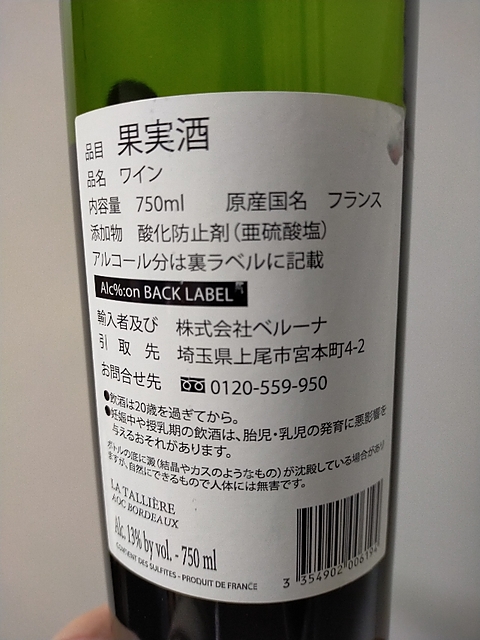 品目 果実酒
品名 ワイン
内容量 750ml 原産国名 フランス
添加物 酸化防止剤(亜硫酸塩)
アルコール分は裏ラベルに記載
Alc%:on BACK LABEL
輸入者及び 株式会社ベルーナ
引取先 埼玉県上尾市宮本町4-2
お問合せ先 0120-559-950
●飲酒は20歳を過ぎてから。
●妊娠中や授乳期の飲酒は、胎児・乳児の発育に悪影響を
与えるおそれがあります。
ボトルの底に澱(結晶やカスのようなもの)が沈殿している場合があり
ますが、自然にできるもので人体には無害です。
LA TALLIÈRE
AOC BORDEAUX
Alc. 13% by vol. - 750 ml
CONTIENT DES SULFITES - PRODUIT DE FRANCE
3 354902 006194